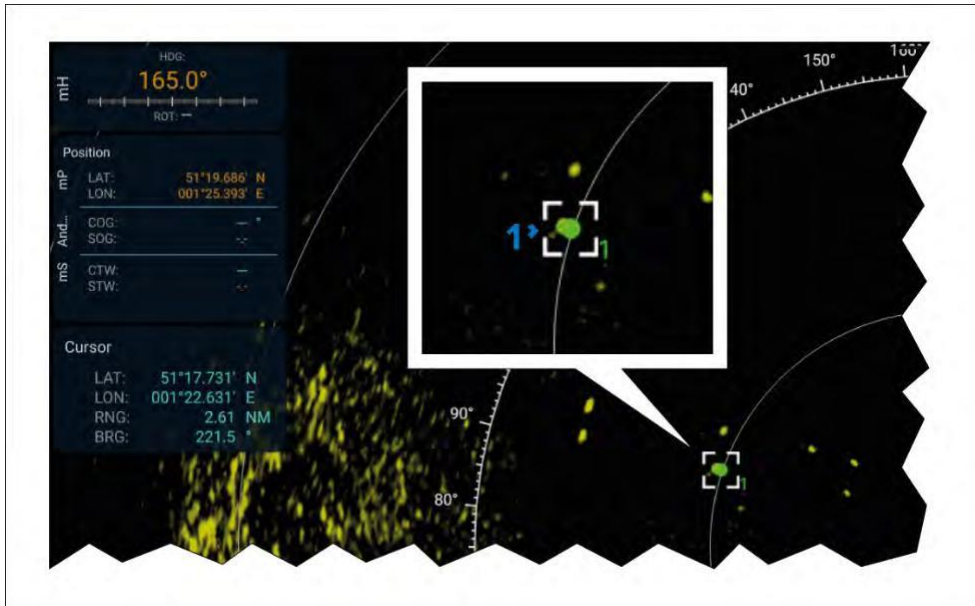 HDG:
mH
165.0°
ROT: —
Position
mP
LAT: 51°19.686' N
LON: 001°25.393' E
And...
COG: — °
SOG: -.-
mS
CTW: —
STW: -.-
Cursor
LAT: 51°17.731' N
LON: 001°22.631' E
RNG: 2.61 NM
BRG: 221.5 °
40°
150°
160°
1
1
90°
80°
1